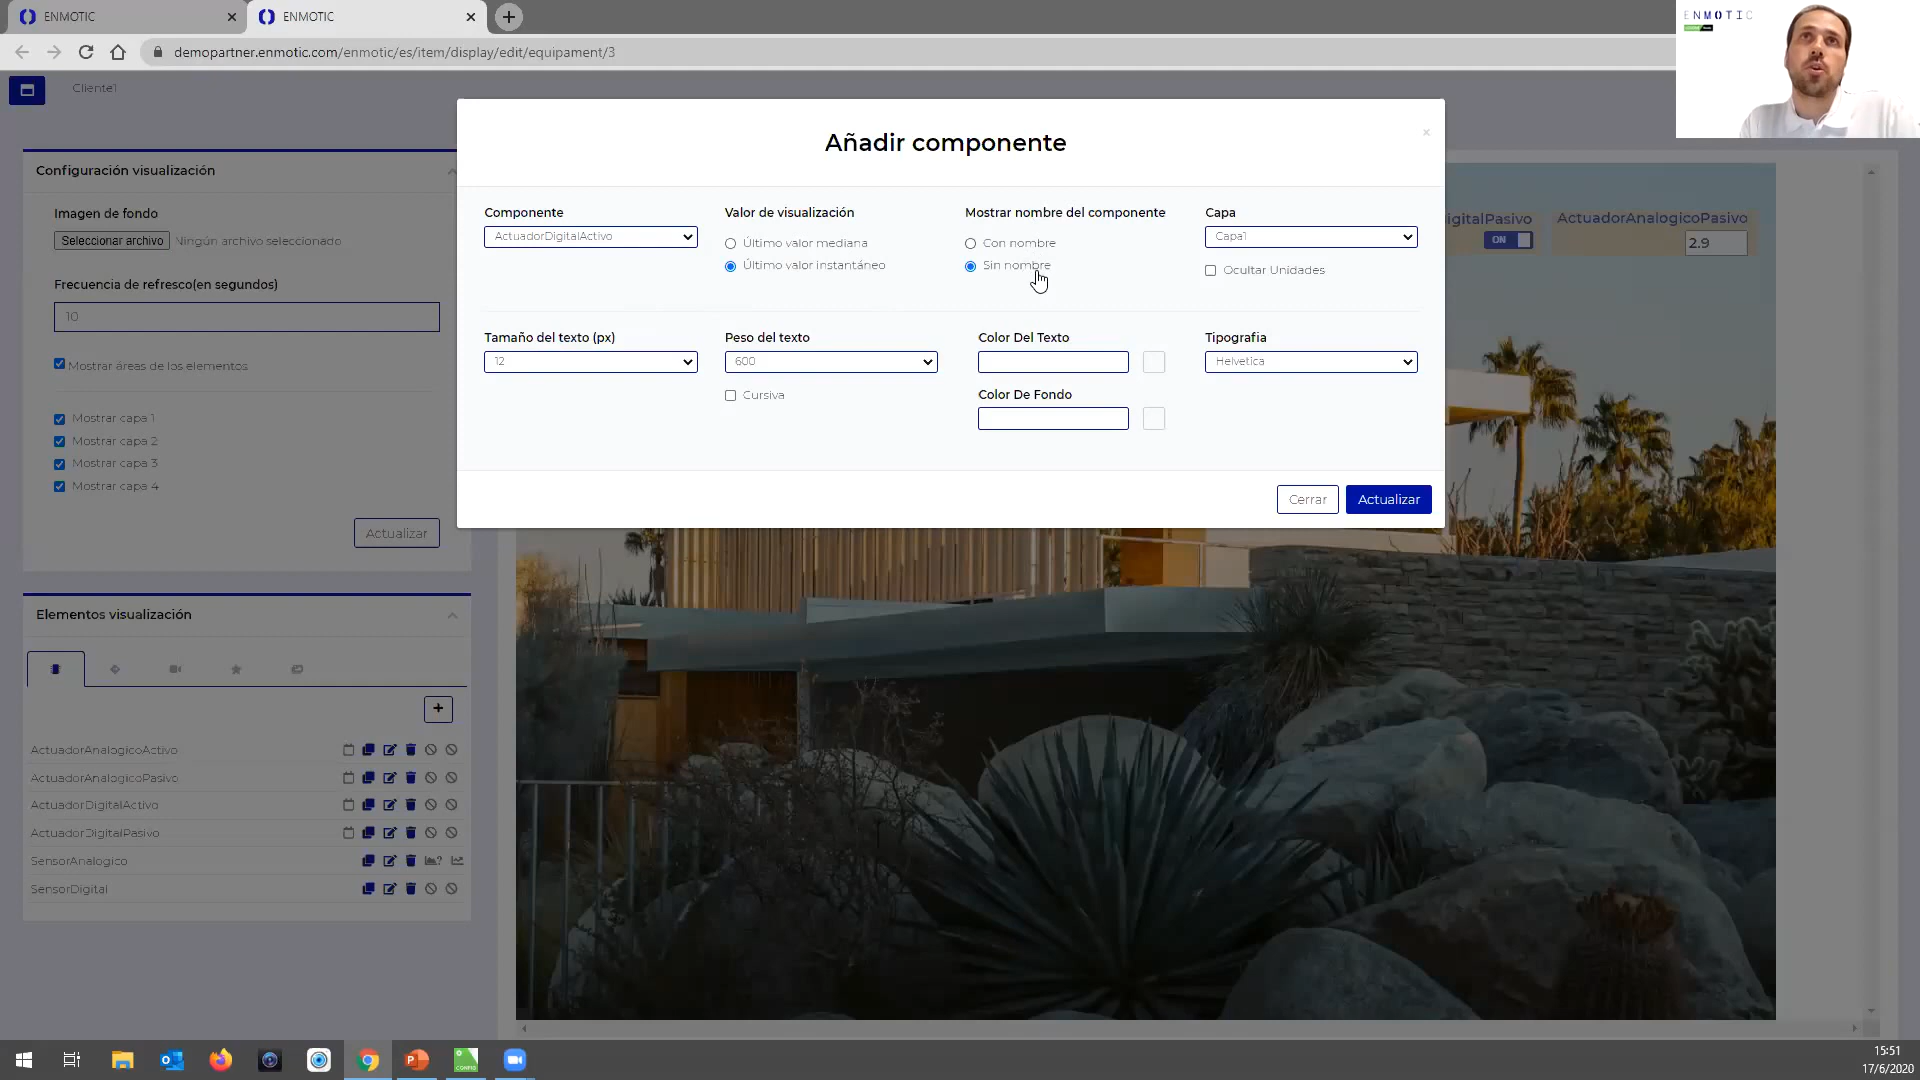 ENMOTIC
ENMOTIC
demopartner.enmotic.com/enmotic/es/item/display/edit/equipament/3
ENMOTIC
Cliente1
Añadir componente
×
Configuración visualización
Imagen de fondo
Seleccionar archivo Ningún archivo seleccionado
Frecuencia de refresco(en segundos)
10
Mostrar áreas de los elementos
Mostrar capa 1
Mostrar capa 2
Mostrar capa 3
Mostrar capa 4
Actualizar
Componente
ActuadorDigitalActivo
Valor de visualización
Último valor mediana
Último valor instantáneo
Mostrar nombre del componente
Con nombre
Sin nombre
Capa
Capa1
Ocultar Unidades
Tamaño del texto (px)
12
Peso del texto
600
Cursiva
Color Del Texto
Color De Fondo
Tipografia
Helvetica
Cerrar
Actualizar
igitalPasivo
ON
ActuadorAnalogicoPasivo
2.9
Elementos visualización
+
ActuadorAnalogicoActivo
ActuadorAnalogicoPasivo
ActuadorDigitalActivo
ActuadorDigitalPasivo
SensorAnalogico
SensorDigital
CONFIG
15:51
17/6/2020